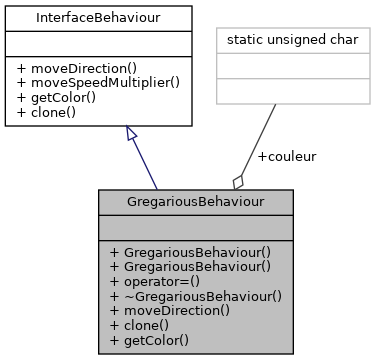 InterfaceBehaviour
+ moveDirection()
+ moveSpeedMultiplier()
+ getColor()
+ clone()
static unsigned char
+couleur
GregariousBehaviour
+ GregariousBehaviour()
+ GregariousBehaviour()
+ operator=()
+ ~GregariousBehaviour()
+ moveDirection()
+ clone()
+ getColor()